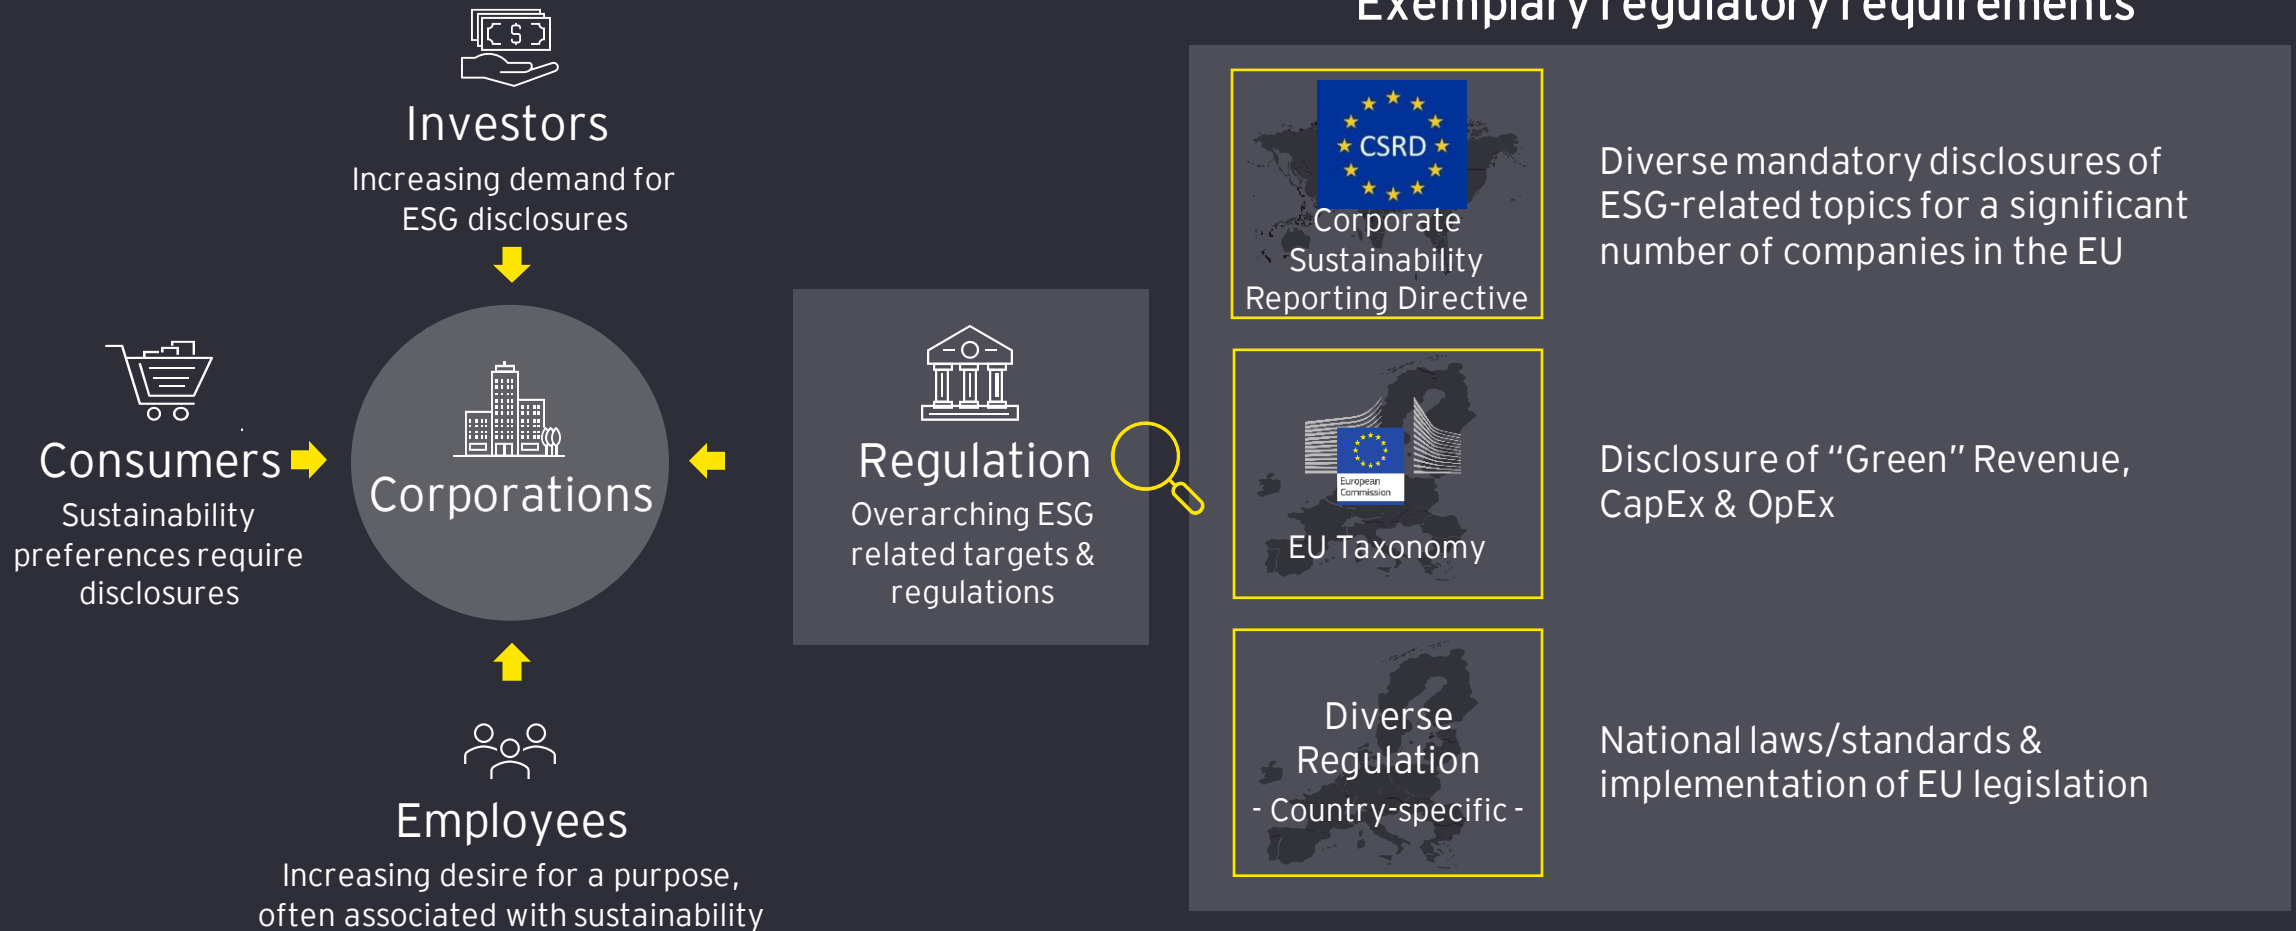 Exemplary regulatory requirements
Investors
Increasing demand for
ESG disclosures
Consumers
Sustainability
preferences require
disclosures
Corporations
Regulation
Overarching ESG
related targets &
regulations
Employees
Increasing desire for a purpose,
often associated with sustainability
CSRD
Corporate
Sustainability
Reporting Directive
Diverse mandatory disclosures of
ESG-related topics for a significant
number of companies in the EU
European
Commission
EU Taxonomy
Disclosure of “Green” Revenue,
CapEx & OpEx
Diverse
Regulation
- Country-specific -
National laws/standards &
implementation of EU legislation